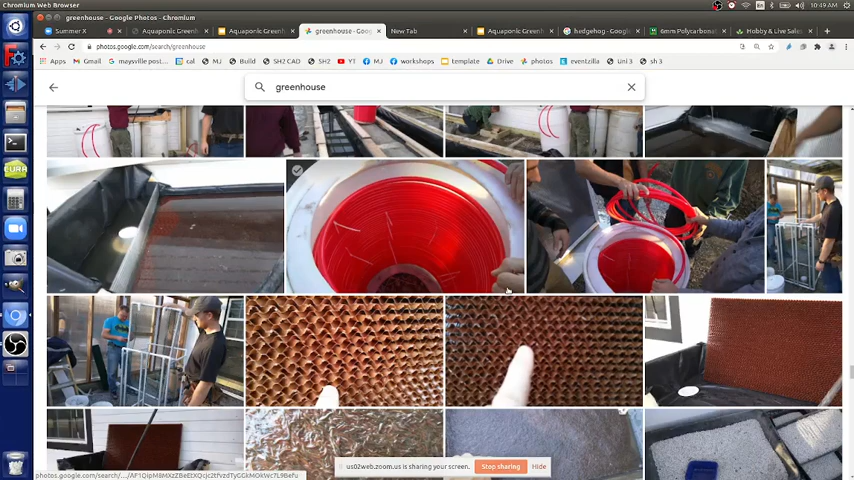 Chromium Web Browser
10:49 AM
greenhouse - Google Photos - Chromium
Summer X
Aquaponic Greenh
Aquaponic Greenh
greenhouse - Goog
New Tab
Aquaponic Greenh
hedgehog - Google
6mm Polycarbonat
Hobby & Live Sales
photos.google.com/search/greenhouse
Apps
Gmail
maysville post...
cal
MJ
Build
SH2 CAD
SH2
YT
MJ
workshops
template
Drive
photos
eventzilla
Uni 3
sh 3
greenhouse
us02web.zoom.us is sharing your screen.
Stop sharing
Hide